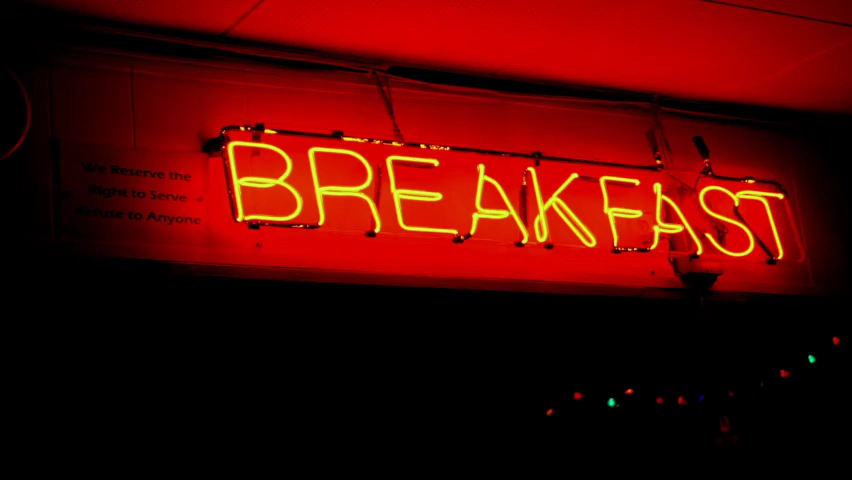 We Reserve the
Right to Serve
Refuse to Anyone
BREAKFAST